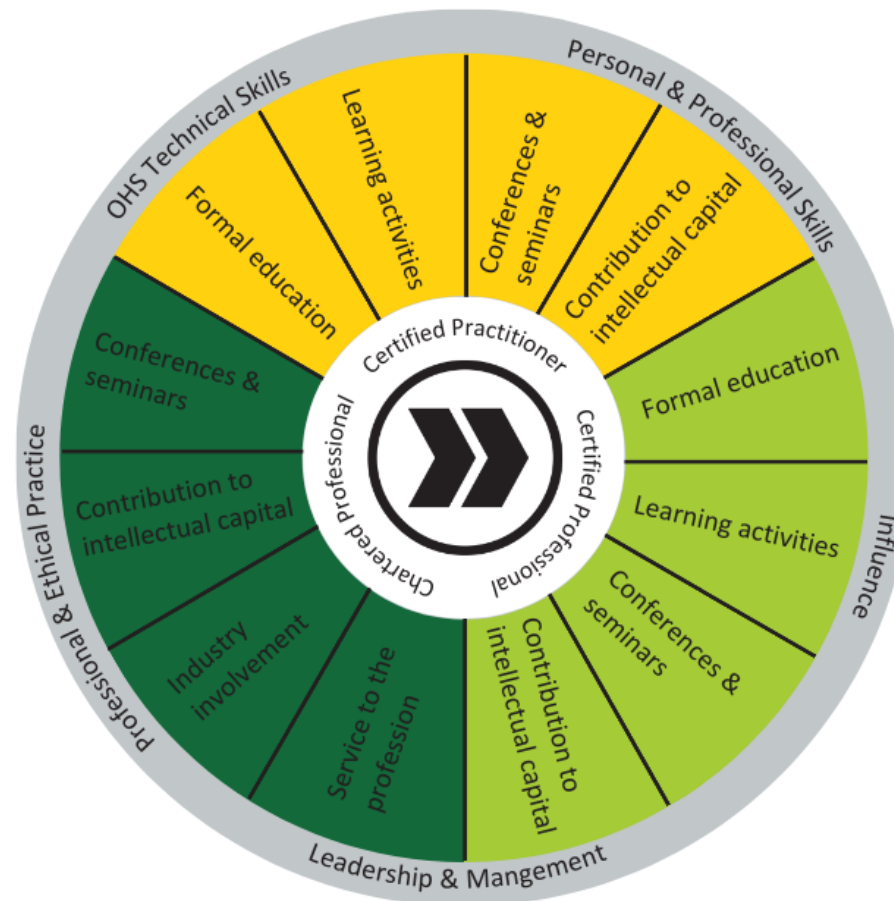 OHS Technical Skills
Personal & Professional Skills
Influence
Leadership & Mangement
Professional & Ethical Practice
Formal education
Learning activities
Conferences &
seminars
Contribution to
intellectual capital
Formal education
Learning activities
Conferences &
seminars
Contribution to
intellectual capital
Service to the
profession
Industry
involvement
Contribution to
intellectual capital
Conferences &
seminars
Certified Practitioner
Certified Professional
Chartered Professional